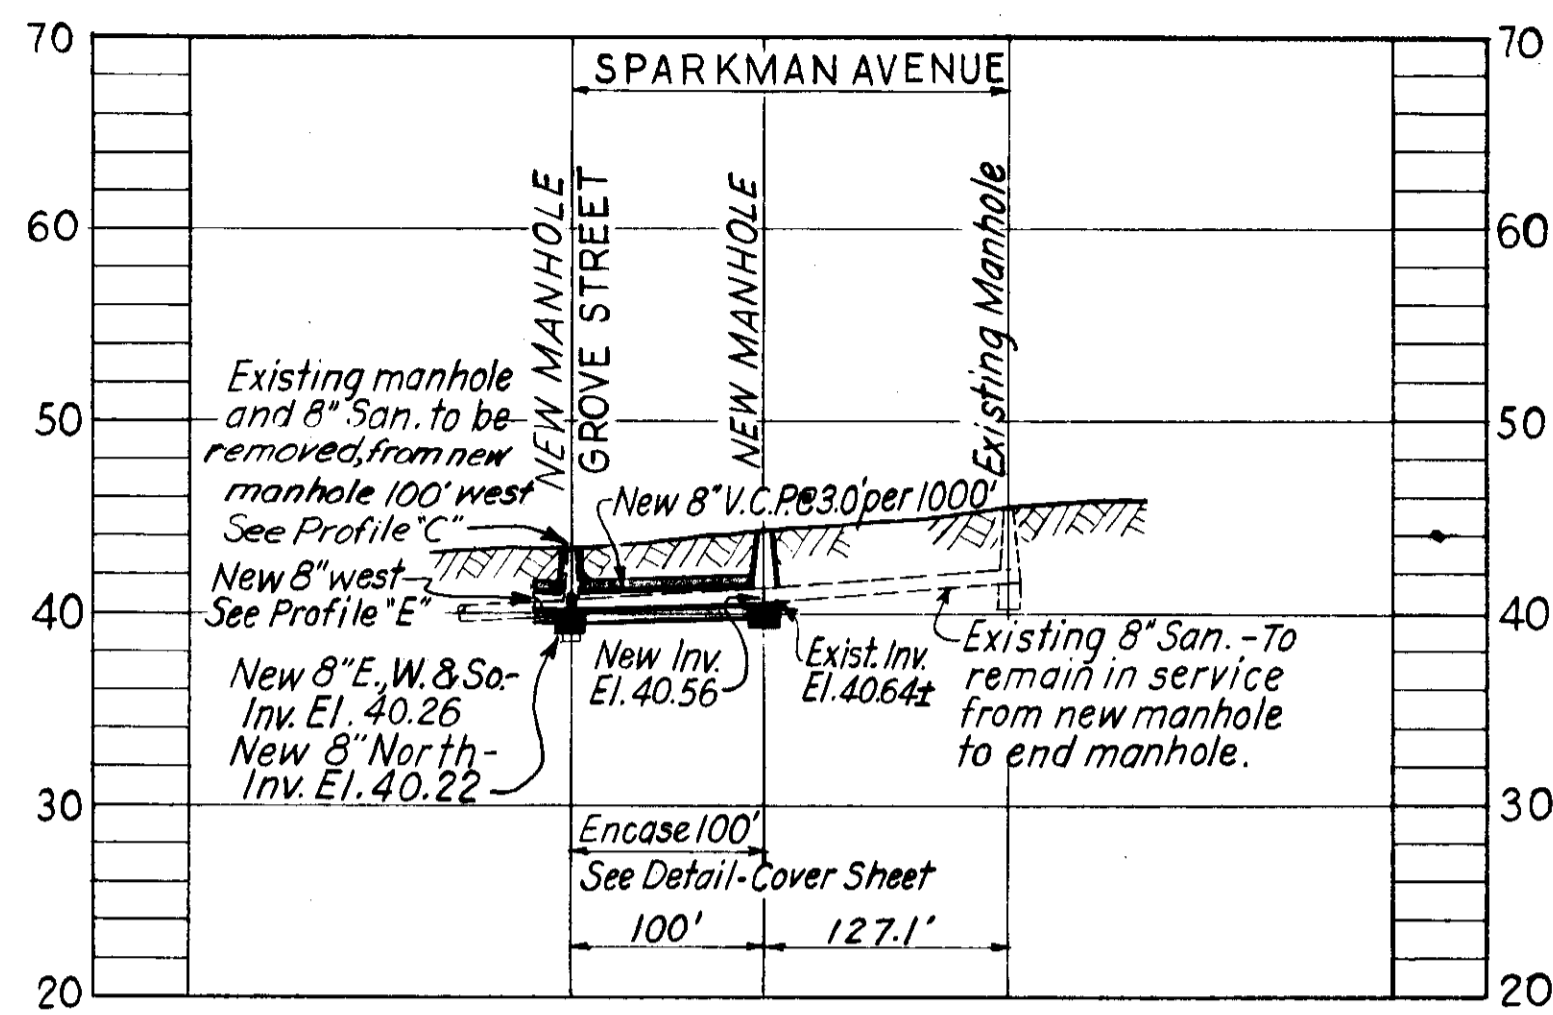 70
70
SPARKMAN AVENUE
NEW MANHOLE
GROVE STREET
NEW MANHOLE
Existing Manhole
60
60
Existing manhole
and 8" San. to be
removed, from new
manhole 100' west
See Profile "C"
50
50
New 8" V.C.P.@3.0'per 1000'
New 8" west
See Profile "E"
40
40
New 8" E., W. & So.-
Inv. El. 40.26
New 8" North-
Inv. El. 40.22
New Inv.
El. 40.56
Exist. Inv.
El. 40.64±
Existing 8" San. - To
remain in service
from new manhole
to end manhole.
30
30
Encase 100'
See Detail-Cover Sheet
100'
127.1'
20
20